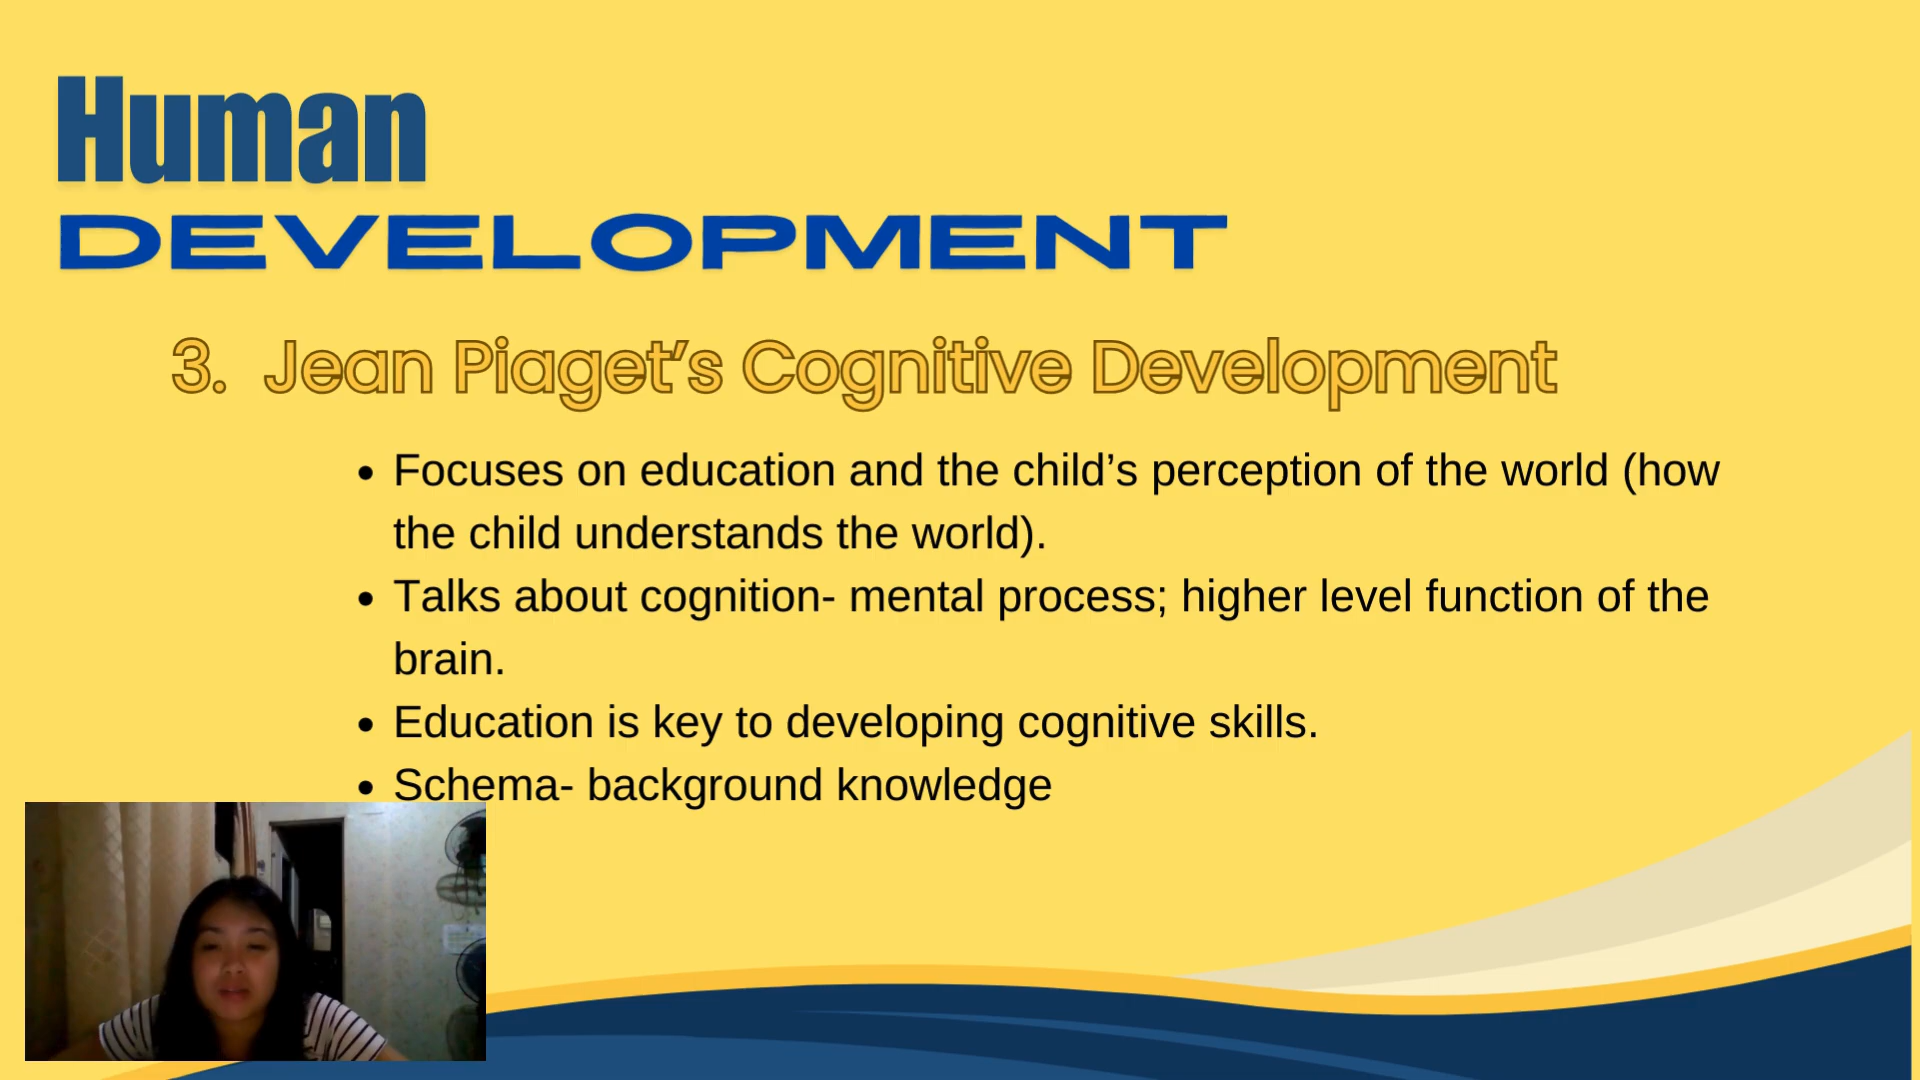 Human
DEVELOPMENT
3. Jean Piaget’s Cognitive Development
• Focuses on education and the child’s perception of the world (how
the child understands the world).
• Talks about cognition- mental process; higher level function of the
brain.
• Education is key to developing cognitive skills.
• Schema- background knowledge